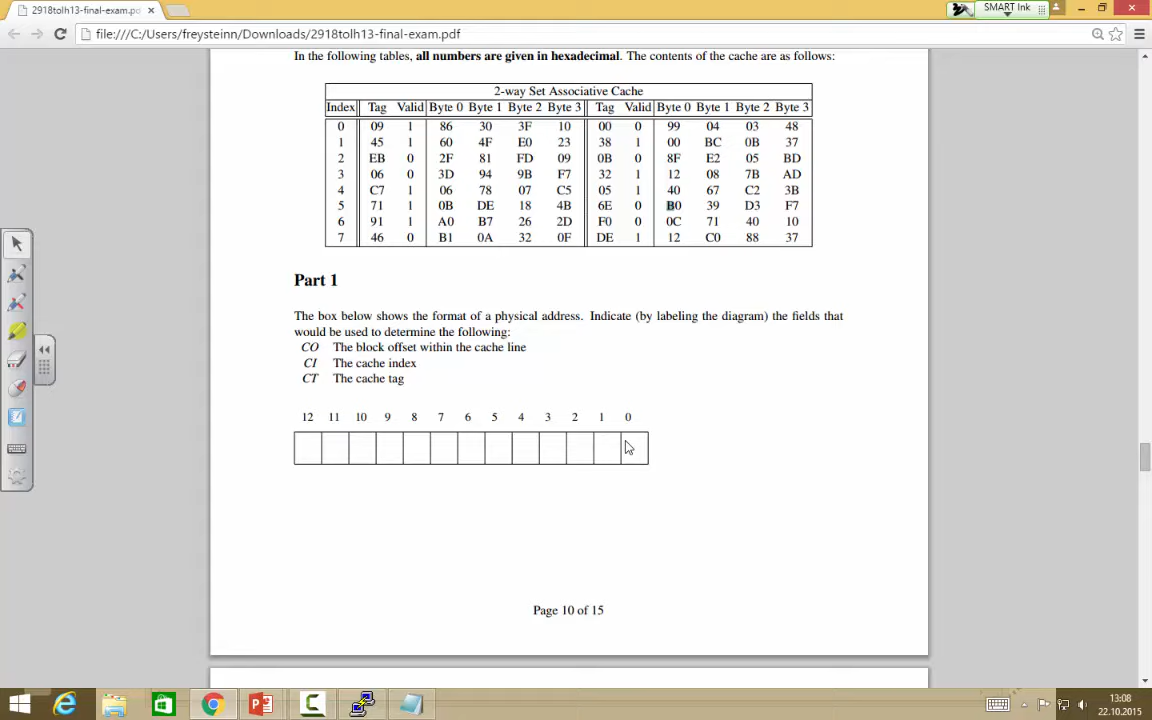 2918tolh13-final-exam.pd
SMART Ink
file:///C:/Users/freysteinn/Downloads/2918tolh13-final-exam.pdf
In the following tables, all numbers are given in hexadecimal. The contents of the cache are as follows:
2-way Set Associative Cache
Index Tag Valid Byte 0 Byte 1 Byte 2 Byte 3 Tag Valid Byte 0 Byte 1 Byte 2 Byte 3
0 09 1 86 30 3F 10 00 0 99 04 03 48
1 45 1 60 4F E0 23 38 1 00 BC 0B 37
2 EB 0 2F 81 FD 09 0B 0 8F E2 05 BD
3 06 0 3D 94 9B F7 32 1 12 08 7B AD
4 C7 1 06 78 07 C5 05 1 40 67 C2 3B
5 71 1 0B DE 18 4B 6E 0 B0 39 D3 F7
6 91 1 A0 B7 26 2D F0 0 0C 71 40 10
7 46 0 B1 0A 32 0F DE 1 12 C0 88 37
Part 1
The box below shows the format of a physical address. Indicate (by labeling the diagram) the fields that
would be used to determine the following:
CO The block offset within the cache line
CI The cache index
CT The cache tag
12 11 10 9 8 7 6 5 4 3 2 1 0
Page 10 of 15
13:08
22.10.2015